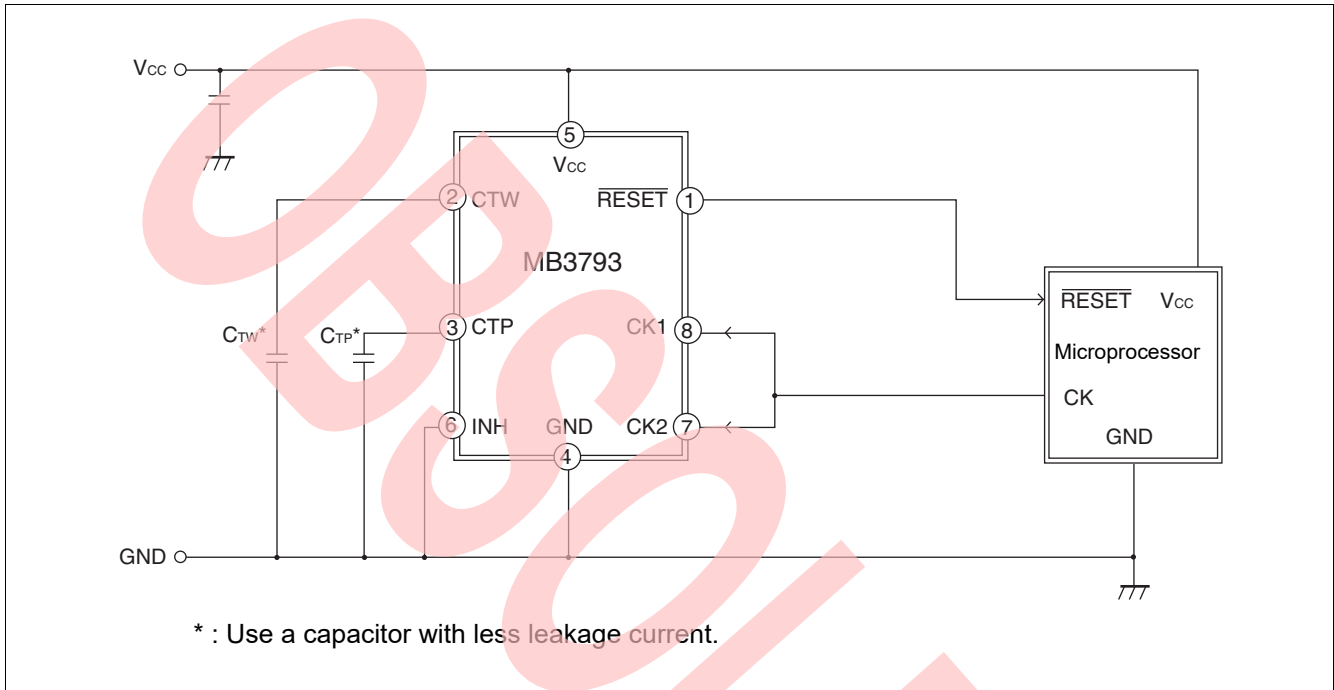 Vcc
5
Vcc
2 CTW
RESET 1
MB3793
RESET Vcc
CTW*
CTP*
3 CTP
CK1 8
Microprocessor
CK
6 INH
GND
CK2 7
GND
4
GND
* : Use a capacitor with less leakage current.
OBSOL